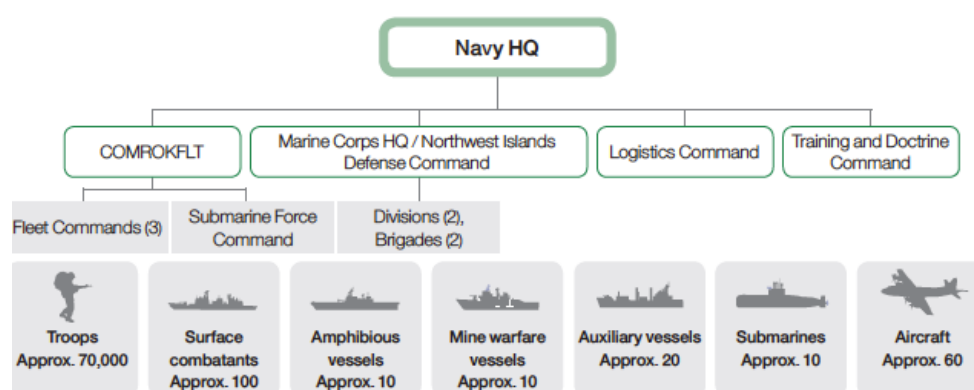 Navy HQ
COMROKFLT
Marine Corps HQ / Northwest Islands
Defense Command
Logistics Command
Training and Doctrine
Command
Fleet Commands (3)
Submarine Force
Command
Divisions (2),
Brigades (2)
Troops
Approx. 70,000
Surface
combatants
Approx. 100
Amphibious
vessels
Approx. 10
Mine warfare
vessels
Approx. 10
Auxiliary vessels
Approx. 20
Submarines
Approx. 10
Aircraft
Approx. 60